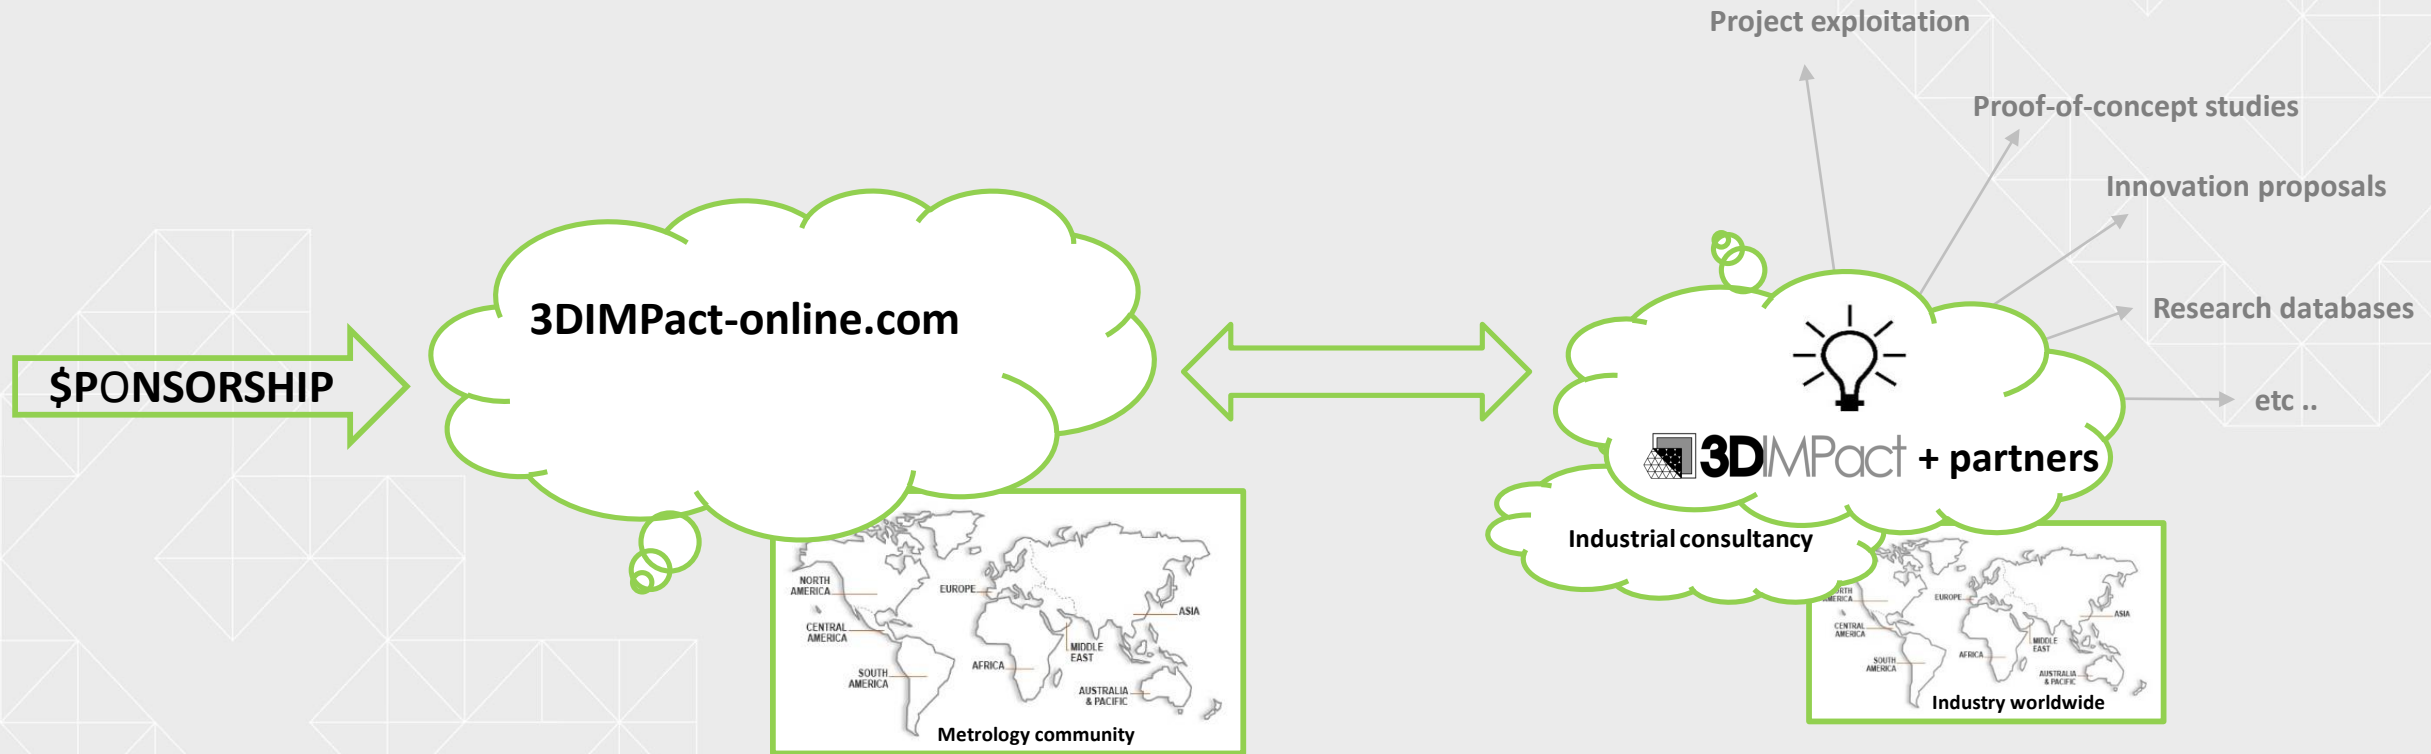 Project exploitation
Proof-of-concept studies
Innovation proposals
Research databases
etc ..
$PONSORSHIP
3DIMPact-online.com
3DIMPact + partners
Industrial consultancy
NORTH
AMERICA
CENTRAL
AMERICA
SOUTH
AMERICA
EUROPE
AFRICA
MIDDLE
EAST
ASIA
AUSTRALIA
& PACIFIC
Metrology community
RTH
MERICA
CENTRAL
AMERICA
SOUTH
AMERICA
EUROPE
AFRICA
MIDDLE
EAST
ASIA
AUSTRALIA
& PACIFIC
Industry worldwide